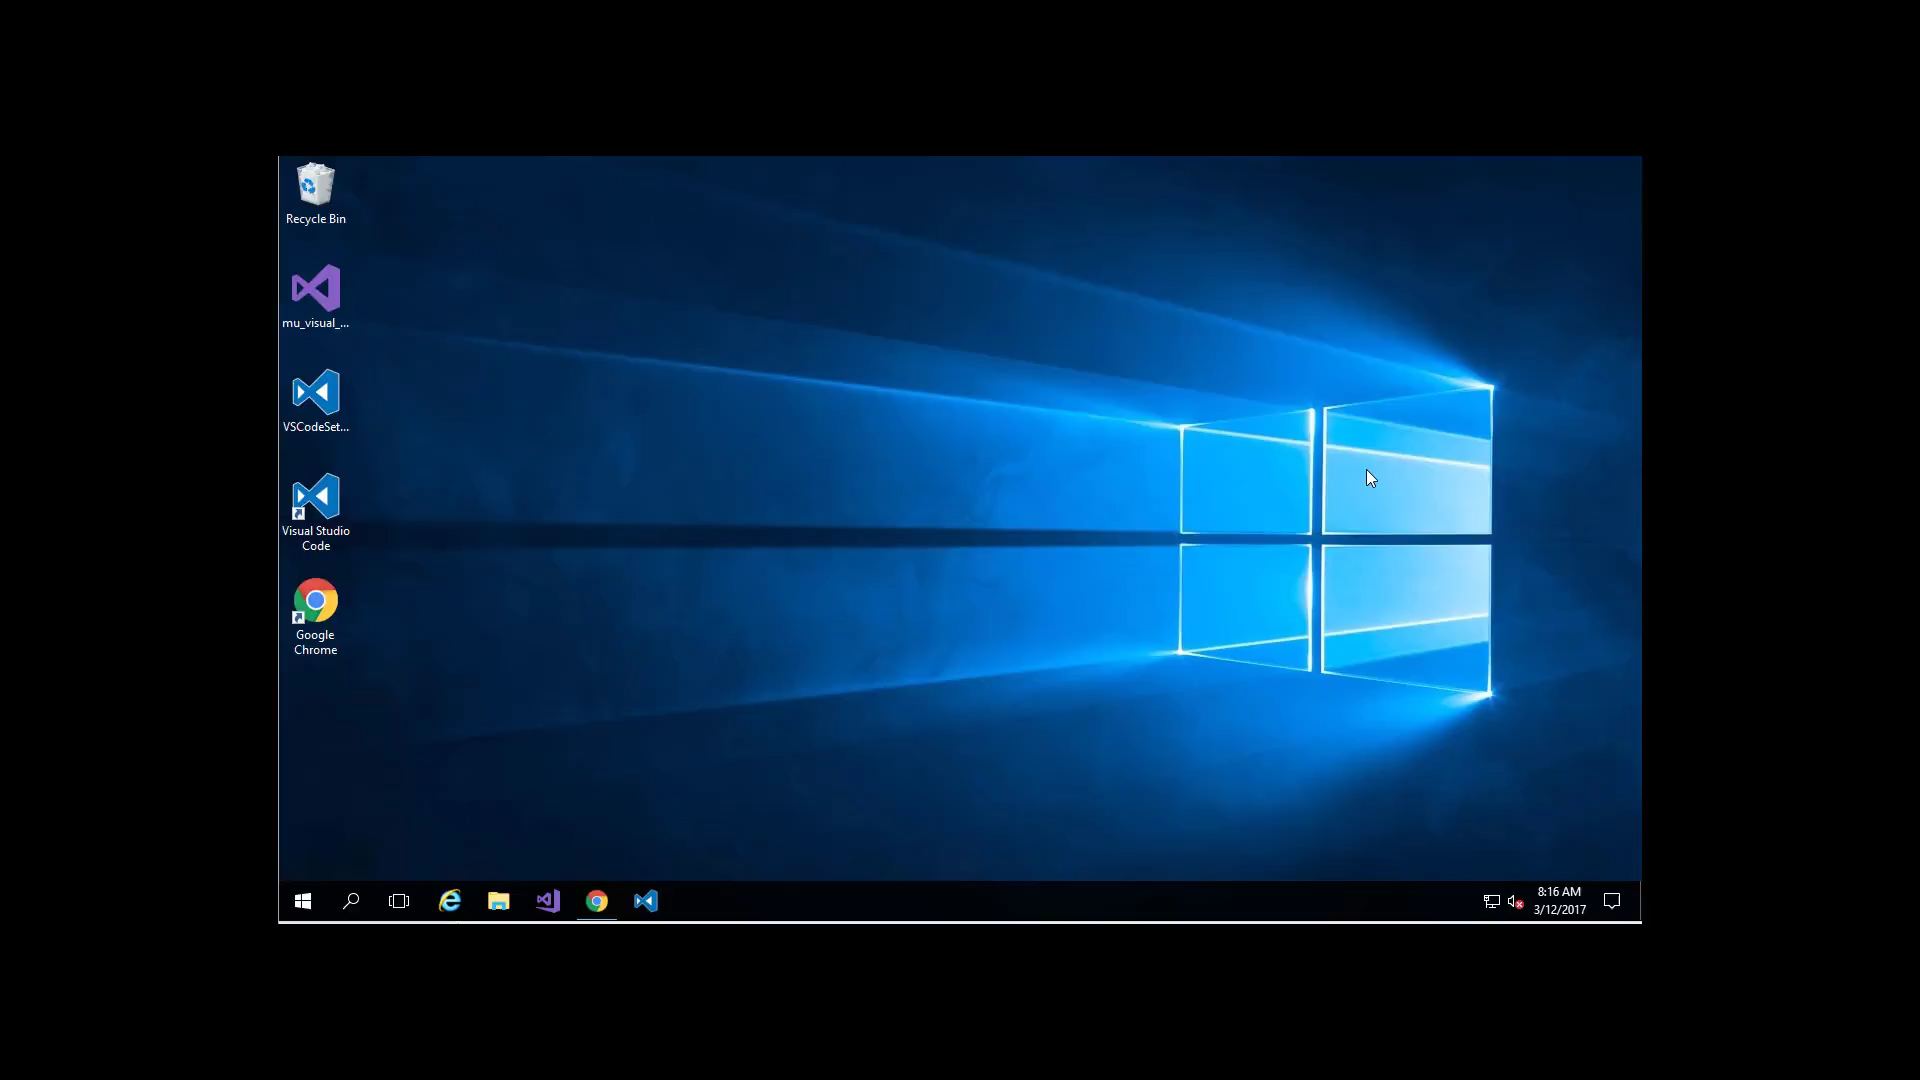 Recycle Bin
mu_visual_...
VSCodeSet...
Visual Studio
Code
Google
Chrome
8:16 AM
3/12/2017